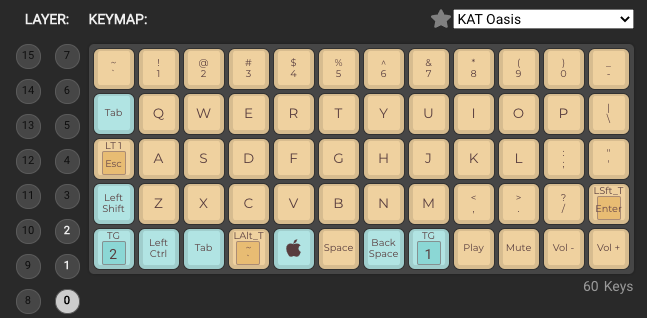 LAYER: KEYMAP: KAT Oasis
15 7
14 6
13 5
12 4
11 3
10 2
9 1
8 0
~ ! @ # $ % ^ & * ( ) _
` 1 2 3 4 5 6 7 8 9 0 -
Tab Q W E R T Y U I O P | \
LT 1
Esc A S D F G H J K L : ; " '
Left Shift Z X C V B N M < , > . ? / LSft_T Enter
TG 2 Left Ctrl Tab LAlt_T ~ ` Space Back Space TG 1 Play Mute Vol - Vol +
60 Keys